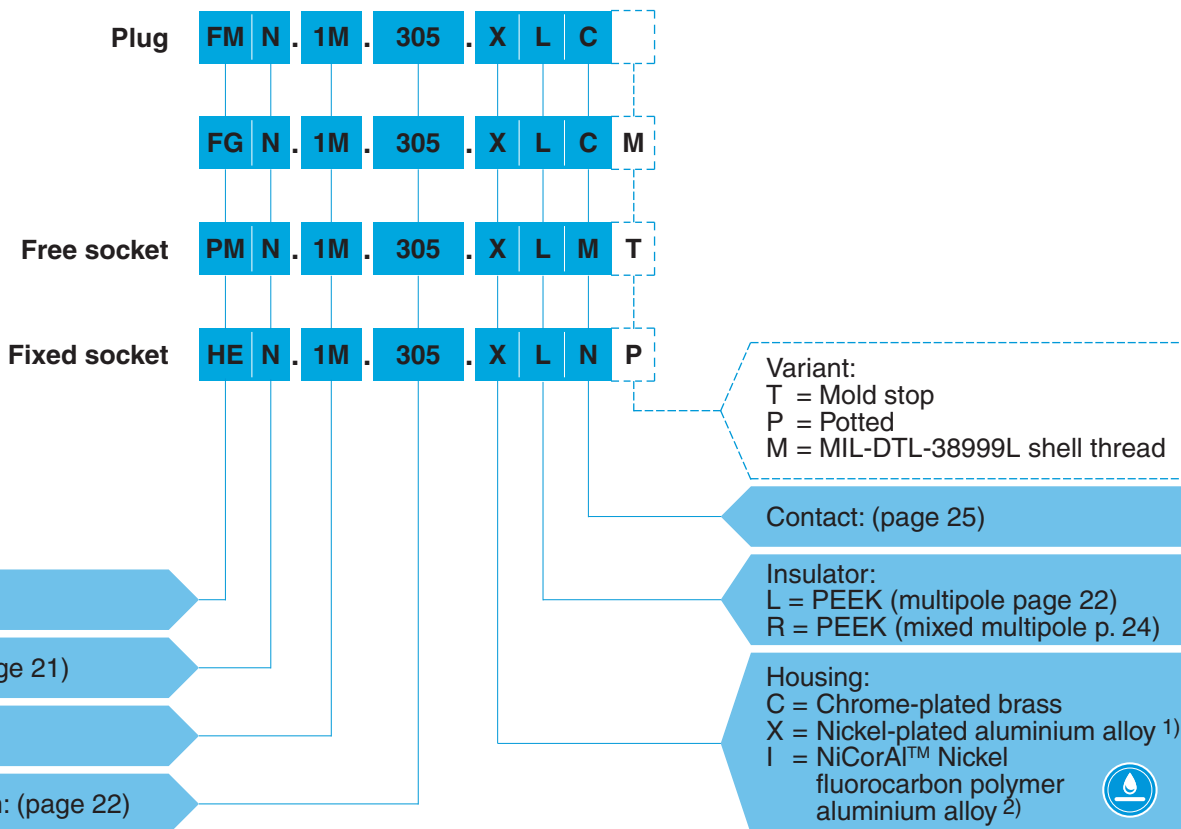 Plug FM N . 1M . 305 . X L C
FG N . 1M . 305 . X L C M
Free socket PM N . 1M . 305 . X L M T
Fixed socket HE N . 1M . 305 . X L N P
Variant:
T = Mold stop
P = Potted
M = MIL-DTL-38999L shell thread
Contact: (page 25)
Insulator:
L = PEEK (multipole page 22)
R = PEEK (mixed multipole p. 24)
Housing:
C = Chrome-plated brass
X = Nickel-plated aluminium alloy 1)
I = NiCorAl™ Nickel
fluorocarbon polymer
aluminium alloy 2)
21)
: (page 22)